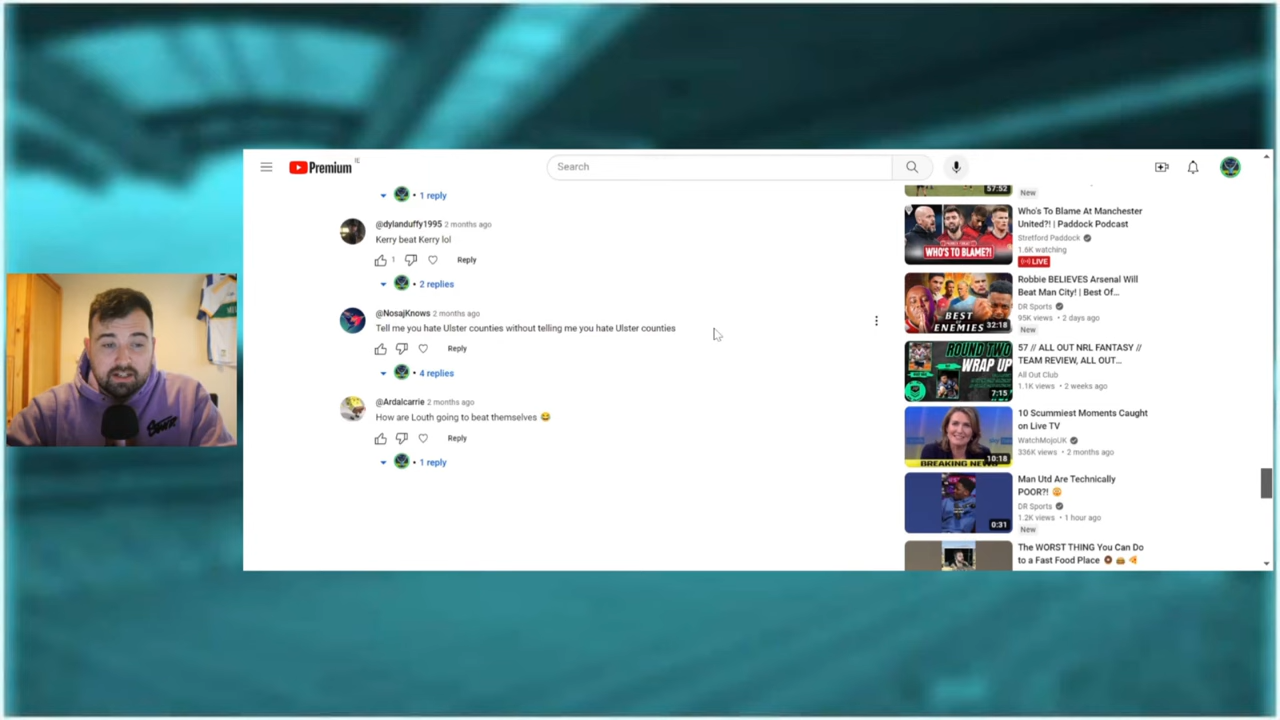 Premium IE
Search
1 reply
@dylanduffy1995 2 months ago
Kerry beat Kerry lol
1 Reply
2 replies
@NosajKnows 2 months ago
Tell me you hate Ulster counties without telling me you hate Ulster counties
Reply
4 replies
@Ardalcarrie 2 months ago
How are Louth going to beat themselves 😂
Reply
1 reply
57:52
New
WHO'S TO BLAME?!
Who's To Blame At Manchester
United?! | Paddock Podcast
Stretford Paddock
1.6K watching
LIVE
BEST OF
ENEMIES
32:18
Robbie BELIEVES Arsenal Will
Beat Man City! | Best Of...
DR Sports
95K views • 2 days ago
New
ROUND TWO
WRAP UP
7:15
57 // ALL OUT NRL FANTASY //
TEAM REVIEW, ALL OUT...
All Out Club
1.1K views • 2 weeks ago
BREAKING NEWS
10:18
10 Scummiest Moments Caught
on Live TV
WatchMojoUK
336K views • 2 months ago
0:31
Man Utd Are Technically
POOR?! 😳
DR Sports
1.2K views • 1 hour ago
New
The WORST THING You Can Do
to a Fast Food Place 🍩 🍔 🍕